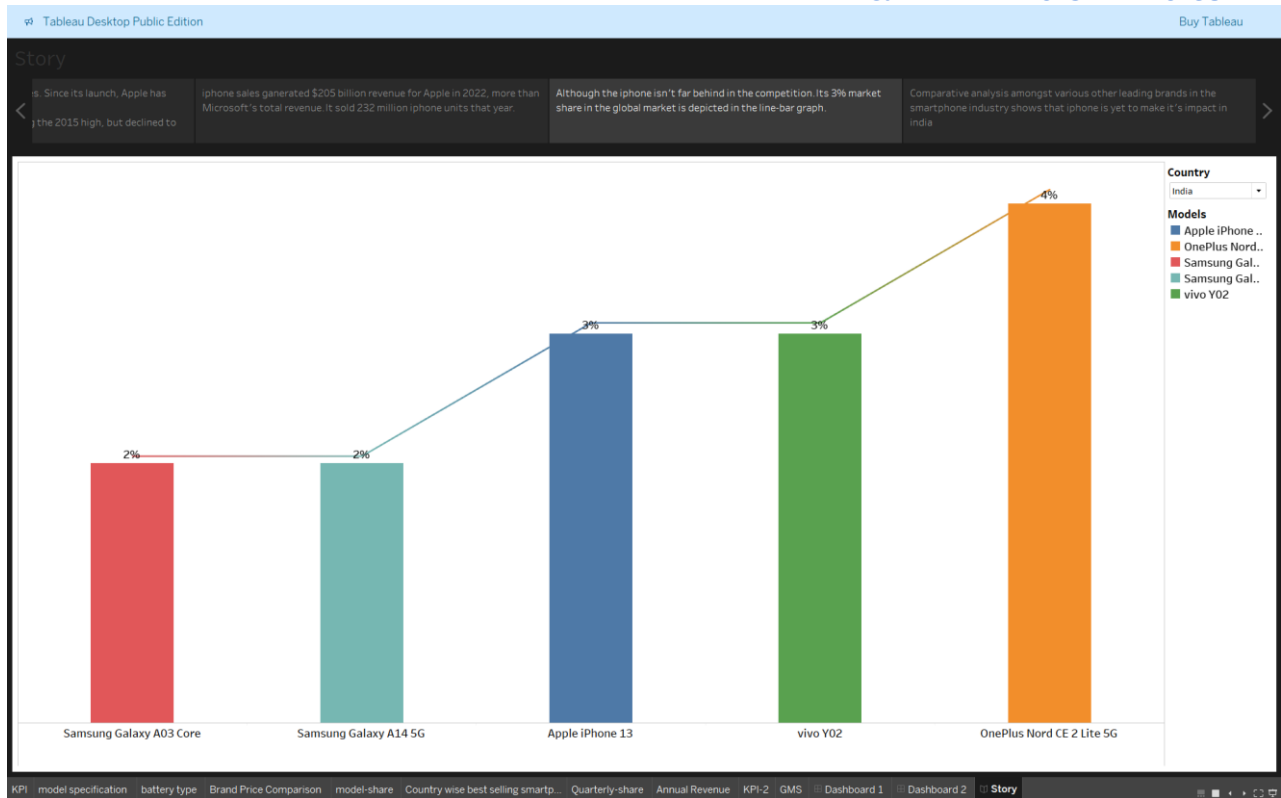 Tableau Desktop Public Edition
Buy Tableau
Story
s. Since its launch, Apple has
the 2015 high, but declined to
iphone sales ganerated $205 billion revenue for Apple in 2022, more than
Microsoft's total revenue. It sold 232 million iphone units that year.
Although the iphone isn't far behind in the competition. Its 3% market
share in the global market is depicted in the line-bar graph.
Comparative analysis amongst various other leading brands in the
smartphone industry shows that iphone is yet to make it's impact in
india
Country
India
Models
Apple iPhone ..
OnePlus Nord..
Samsung Gal..
Samsung Gal..
vivo Y02
2%
2%
3%
3%
4%
Samsung Galaxy A03 Core
Samsung Galaxy A14 5G
Apple iPhone 13
vivo Y02
OnePlus Nord CE 2 Lite 5G
KPI
model specification
battery type
Brand Price Comparison
model-share
Country wise best selling smartp...
Quarterly-share
Annual Revenue
KPI-2
GMS
Dashboard 1
Dashboard 2
Story